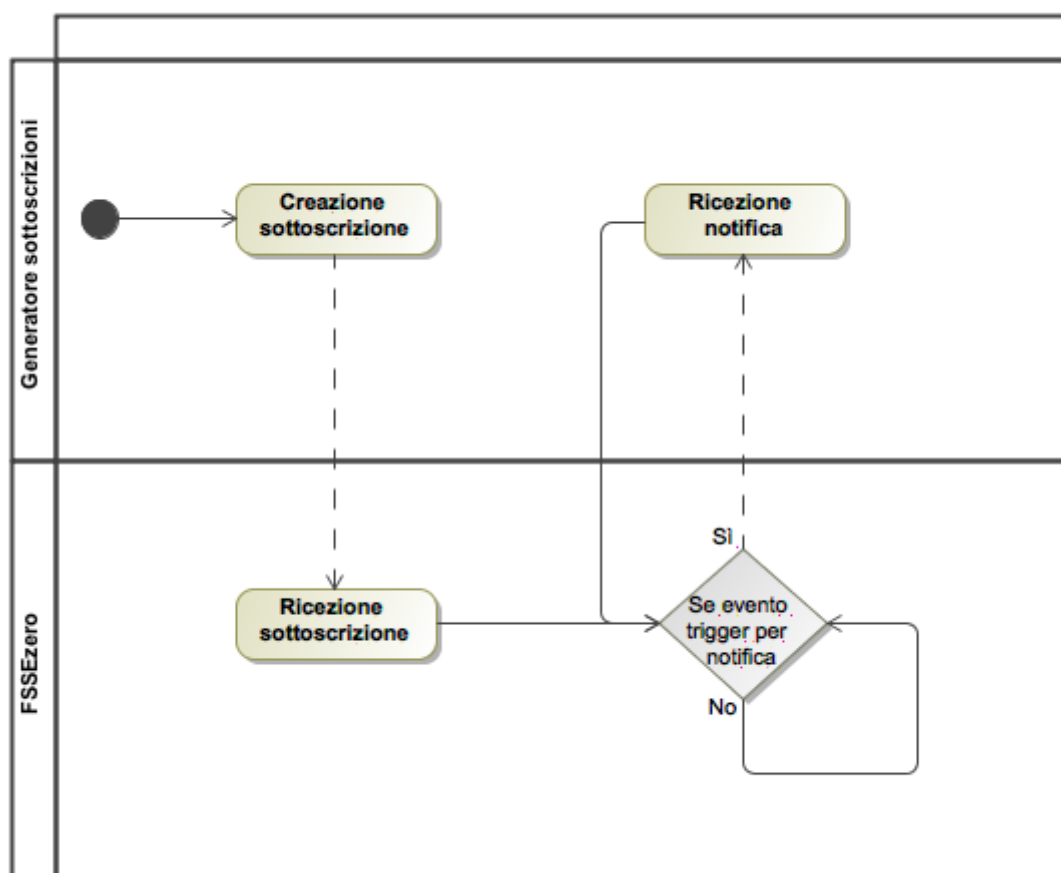 Generatore sottoscrizioni
Creazione
sottoscrizione
Ricezione
notifica
FSSEzero
Ricezione
sottoscrizione
Sì
Se evento
trigger per
notifica
No